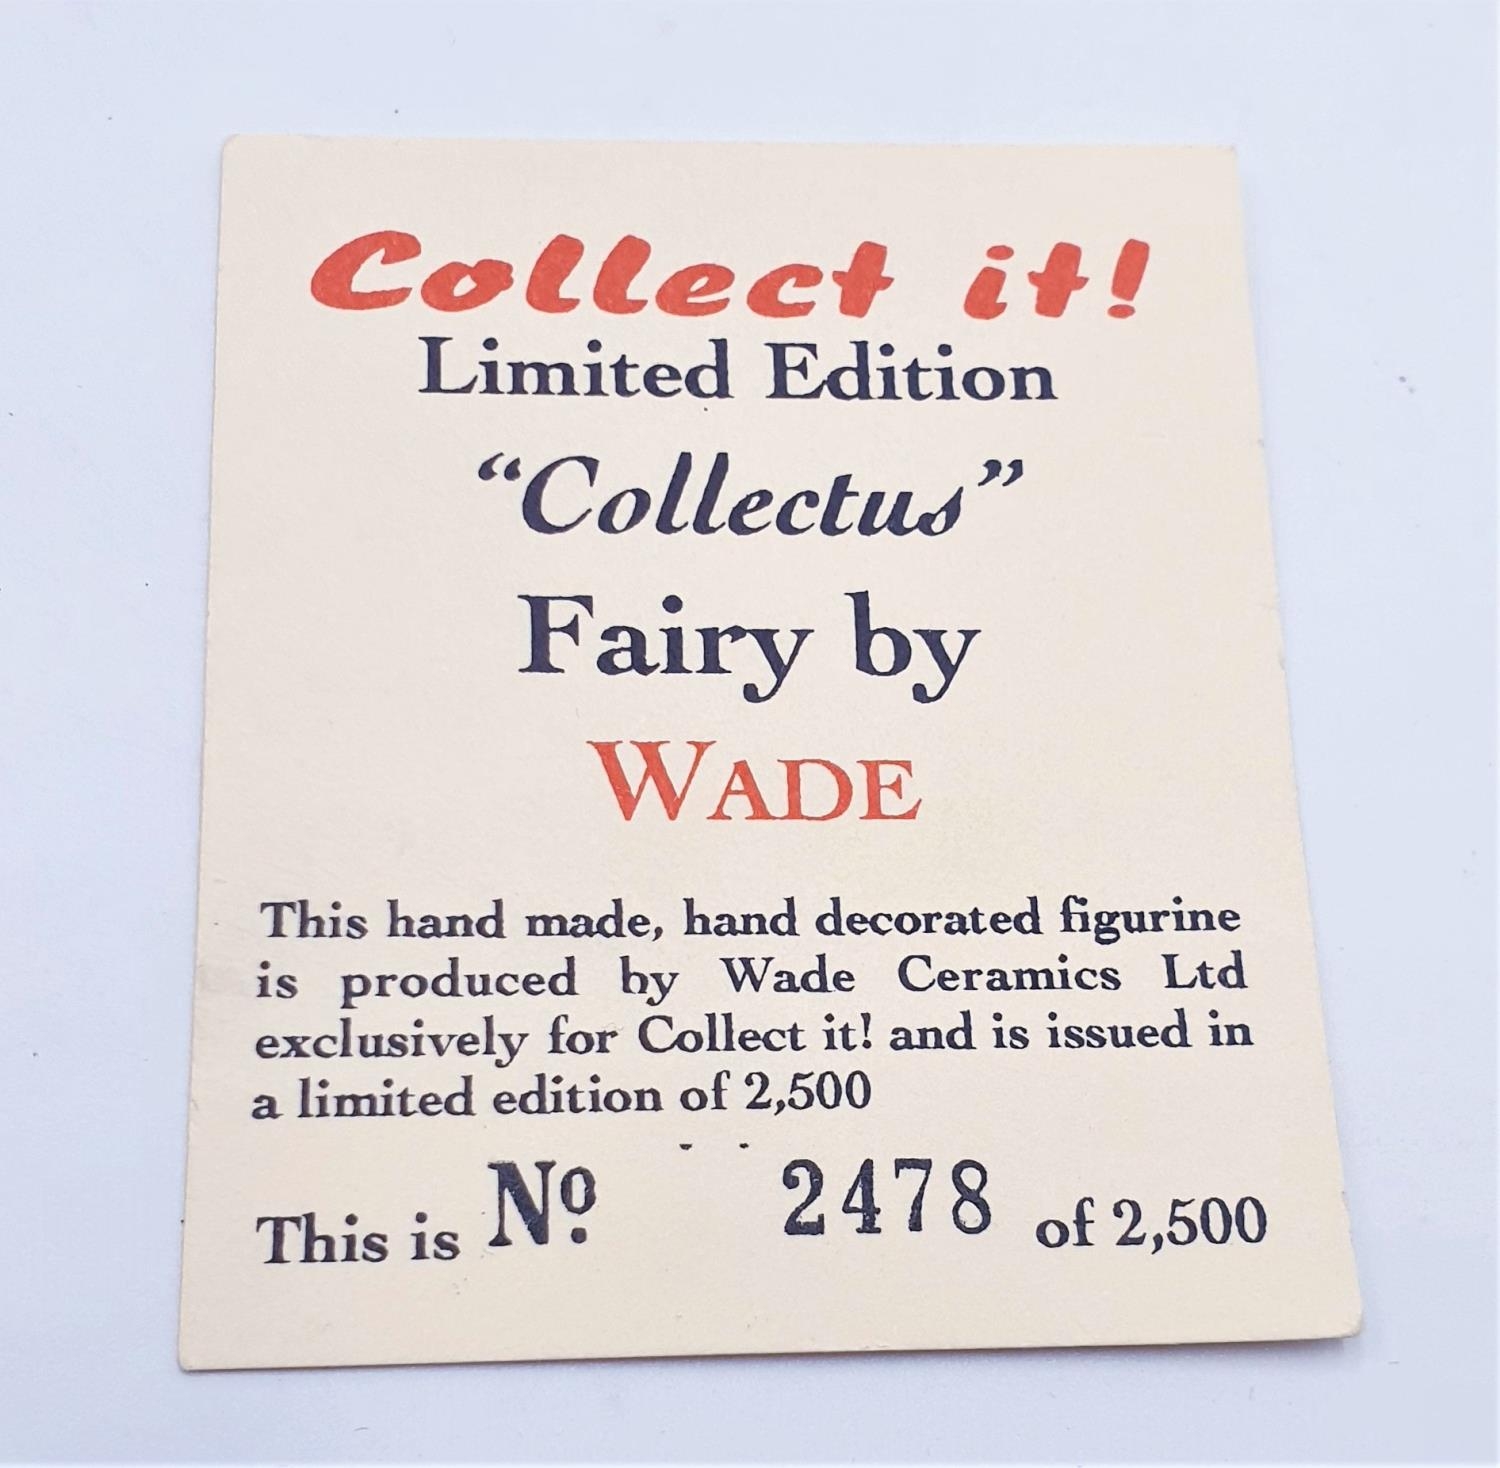 Collect it!
Limited Edition
“Collectus”
Fairy by
WADE
This hand made, hand decorated figurine
is produced by Wade Ceramics Ltd
exclusively for Collect it! and is issued in
a limited edition of 2,500
This is Nº. 2478 of 2,500